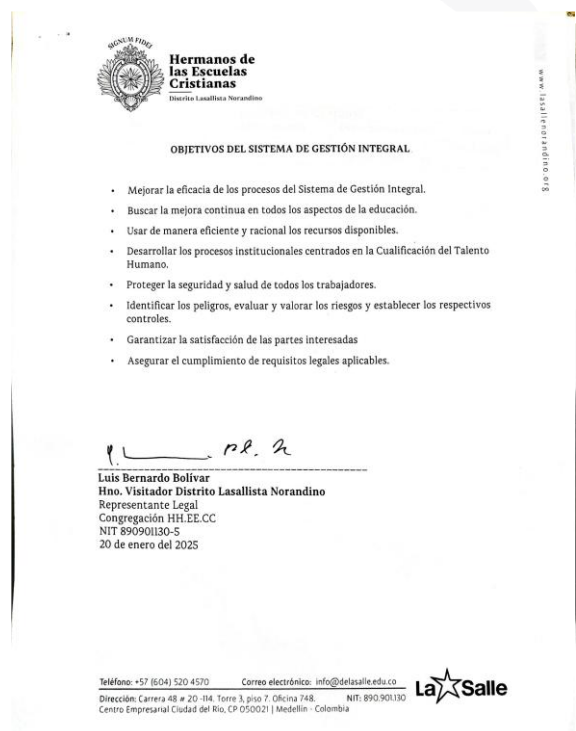 SIGNUM FIDEI
Hermanos de
las Escuelas
Cristianas
Distrito Lasallista Norandino
www.lasallenorandino.org
OBJETIVOS DEL SISTEMA DE GESTIÓN INTEGRAL
• Mejorar la eficacia de los procesos del Sistema de Gestión Integral.
• Buscar la mejora continua en todos los aspectos de la educación.
• Usar de manera eficiente y racional los recursos disponibles.
• Desarrollar los procesos institucionales centrados en la Cualificación del Talento
Humano.
• Proteger la seguridad y salud de todos los trabajadores.
• Identificar los peligros, evaluar y valorar los riesgos y establecer los respectivos
controles.
• Garantizar la satisfacción de las partes interesadas
• Asegurar el cumplimiento de requisitos legales aplicables.
Luis Bernardo Bolívar
Hno. Visitador Distrito Lasallista Norandino
Representante Legal
Congregación HH.EE.CC
NIT 890901130-5
20 de enero del 2025
Teléfono: +57 (604) 520 4570 Correo electrónico: info@delasalle.edu.co
Dirección: Carrera 48 # 20 -114. Torre 3, piso 7. Oficina 748. NIT: 890.901.130
Centro Empresarial Ciudad del Río, CP 050021 | Medellín - Colombia
La Salle